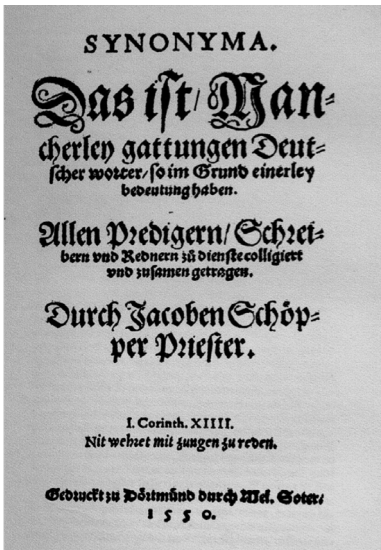 SYNONYMA.
Das ist/ Man-
cherley gattungen Deut-
scher worter/ so im Grund einerley
bedeutung haben.
Allen Predigern/ Schrei-
bern vnd Rednern zů dienste colligiert
vnd zusamen getragen.
Durch Jacoben Schöp-
per Priester.
I. Corinth. XIIII.
Nit wehret mit zungen zu reden.
Gedruckt zu Dörtmünd durch Mel. Soter:
1550.